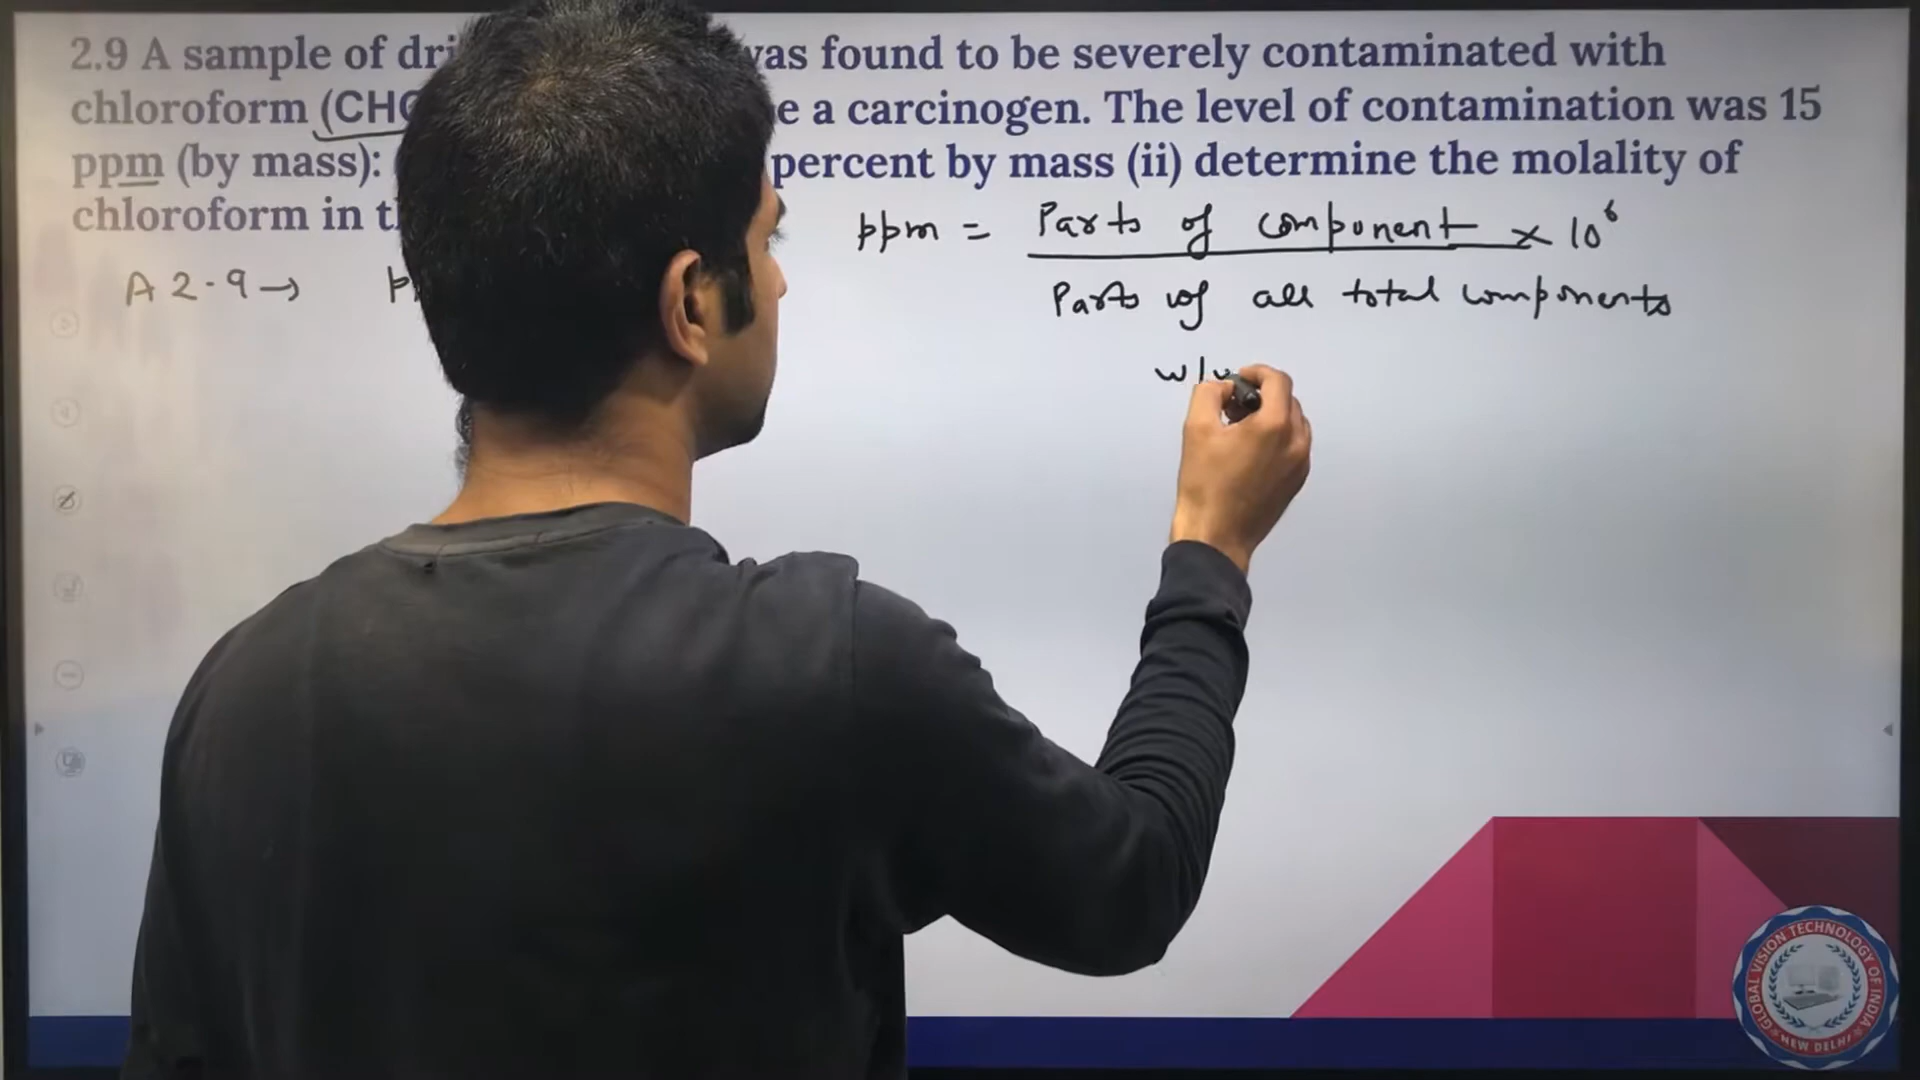 2.9 A sample of was found to be severely contaminated with
chloroform a carcinogen. The level of contamination was 15
ppm (by mass): percent by mass (ii) determine the molality of
chloroform in
ppm = Parts of component × 10⁶
Parts of all total components
A 2.9 →
w/
GLOBAL VISION TECHNOLOGY OF INDIA
NEW DELHI